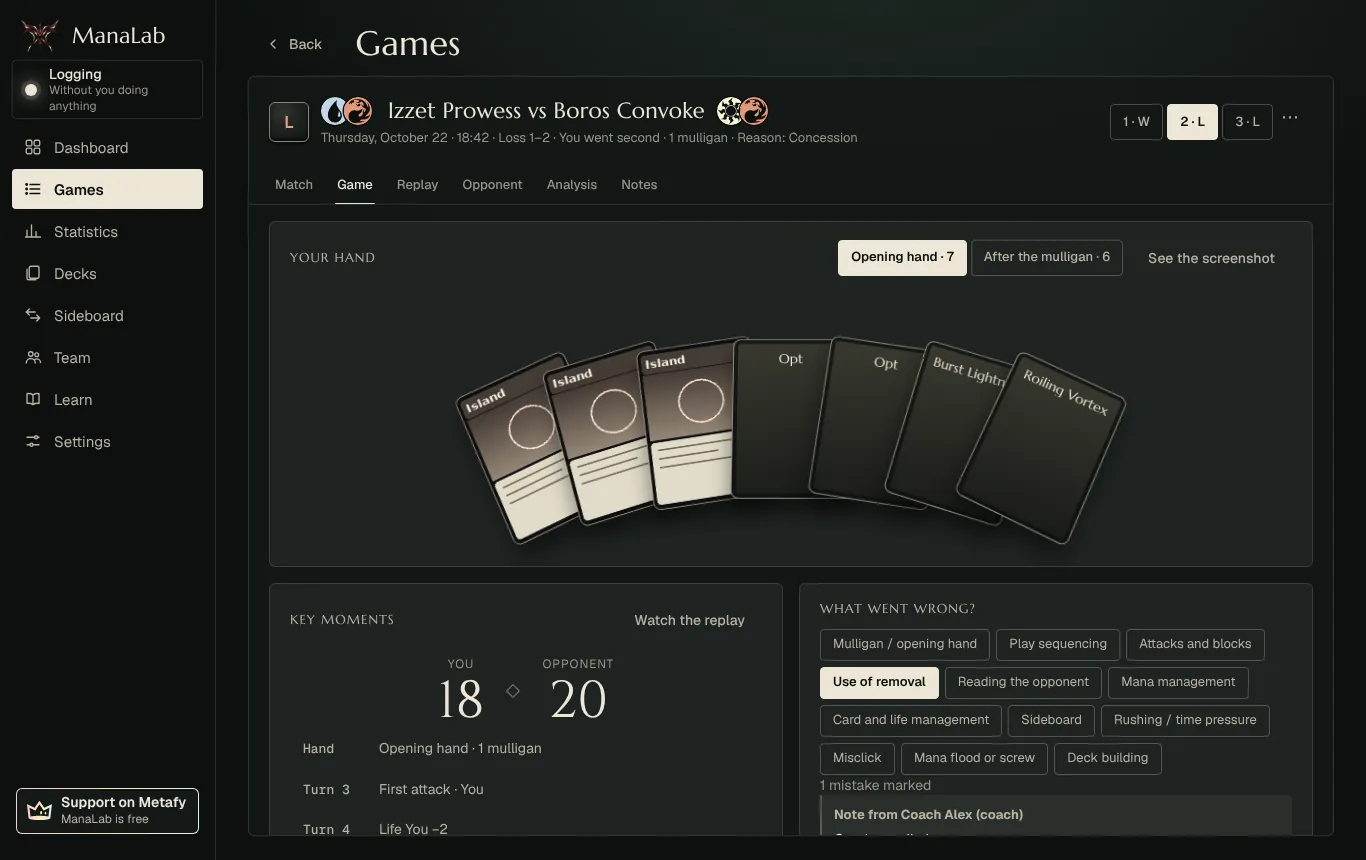 ManaLab
Logging
Without you doing
anything
Dashboard
Games
Statistics
Decks
Sideboard
Team
Learn
Settings
Support on Metafy
ManaLab is free
Back
Games
L
Izzet Prowess vs Boros Convoke
Thursday, October 22 · 18:42 · Loss 1–2 · You went second · 1 mulligan · Reason: Concession
1 · W
2 · L
3 · L
···
Match
Game
Replay
Opponent
Analysis
Notes
YOUR HAND
Opening hand · 7
After the mulligan · 6
See the screenshot
Island
Island
Island
Opt
Opt
Burst Lightn
Roiling Vortex
KEY MOMENTS
Watch the replay
YOU
OPPONENT
18
20
Hand Opening hand · 1 mulligan
Turn 3 First attack · You
Turn 4 Life You −2
WHAT WENT WRONG?
Mulligan / opening hand
Play sequencing
Attacks and blocks
Use of removal
Reading the opponent
Mana management
Card and life management
Sideboard
Rushing / time pressure
Misclick
Mana flood or screw
Deck building
1 mistake marked
Note from Coach Alex (coach)